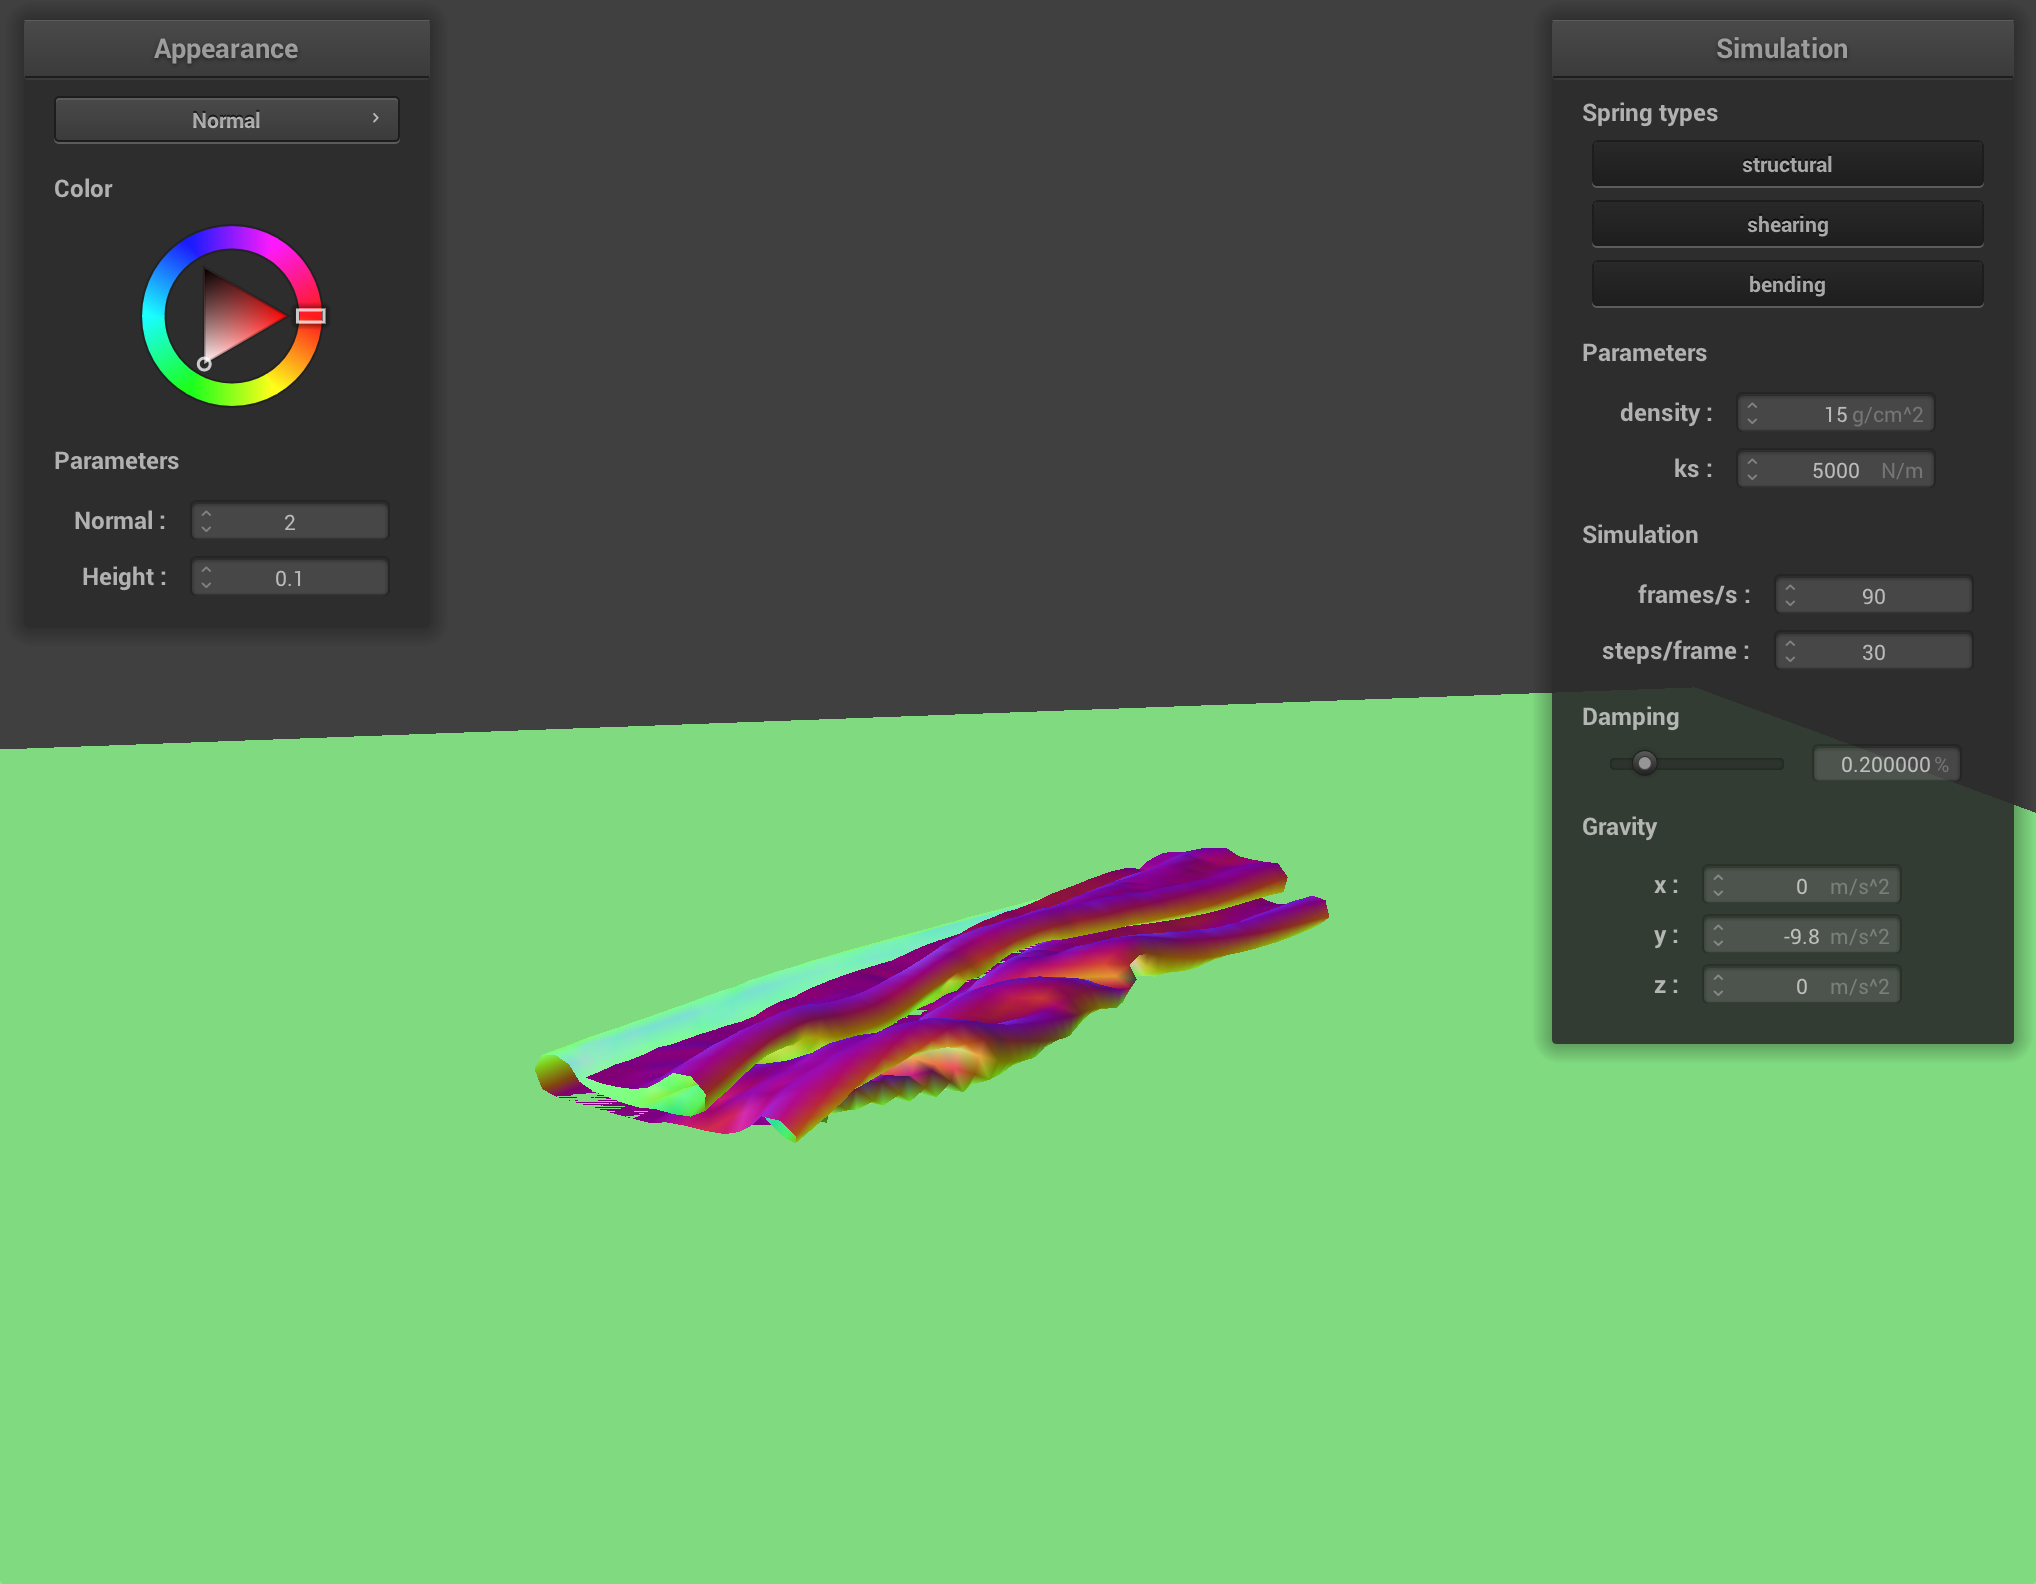 Appearance
Normal
Color
Parameters
Normal : 2
Height : 0.1
Simulation
Spring types
structural
shearing
bending
Parameters
density : 15 g/cm^2
ks : 5000 N/m
Simulation
frames/s : 90
steps/frame : 30
Damping
0.200000 %
Gravity
x : 0 m/s^2
y : -9.8 m/s^2
z : 0 m/s^2